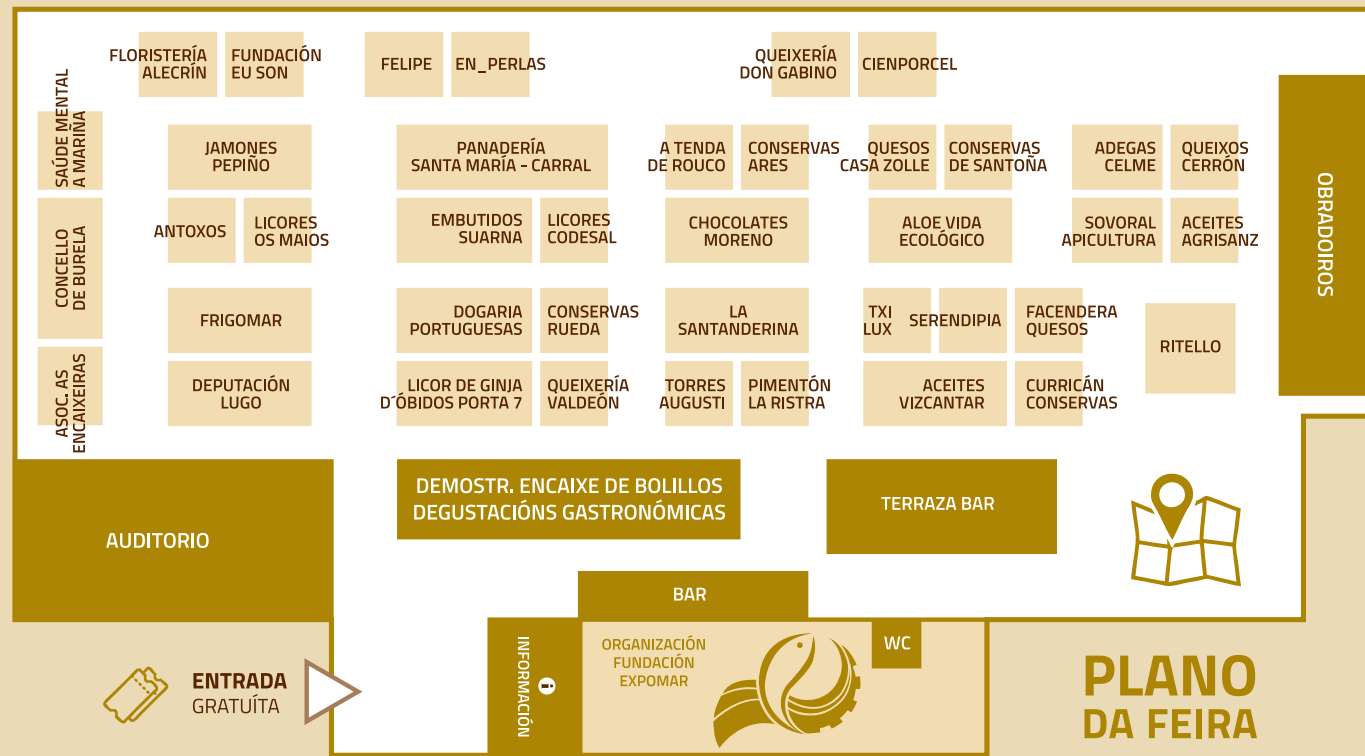 FLORISTERÍA
ALECRÍN
FUNDACIÓN
EU SON
FELIPE
EN_PERLAS
QUEIXERÍA
DON GABINO
CIENPORCEL
SAÚDE MENTAL
A MARIÑA
JAMONES
PEPIÑO
PANADERÍA
SANTA MARÍA - CARRAL
A TENDA
DE ROUCO
CONSERVAS
ARES
QUESOS
CASA ZOLLE
CONSERVAS
DE SANTOÑA
ADEGAS
CELME
QUEIXOS
CERRÓN
OBRADOIROS
CONCELLO
DE BURELA
ANTOXOS
LICORES
OS MAIOS
EMBUTIDOS
SUARNA
LICORES
CODESAL
CHOCOLATES
MORENO
ALOE VIDA
ECOLÓGICO
SOVORAL
APICULTURA
ACEITES
AGRISANZ
FRIGOMAR
DOGARIA
PORTUGUESAS
CONSERVAS
RUEDA
LA
SANTANDERINA
TXI
LUX
SERENDIPIA
FACENDERA
QUESOS
RITELLO
ASOC. AS
ENCAIXEIRAS
DEPUTACIÓN
LUGO
LICOR DE GINJA
D´ÓBIDOS PORTA 7
QUEIXERÍA
VALDEÓN
TORRES
AUGUSTI
PIMENTÓN
LA RISTRA
ACEITES
VIZCANTAR
CURRICÁN
CONSERVAS
AUDITORIO
DEMOSTR. ENCAIXE DE BOLILLOS
DEGUSTACIÓNS GASTRONÓMICAS
TERRAZA BAR
BAR
INFORMACIÓN
i
ORGANIZACIÓN
FUNDACIÓN
EXPOMAR
WC
ENTRADA
GRATUÍTA
PLANO
DA FEIRA